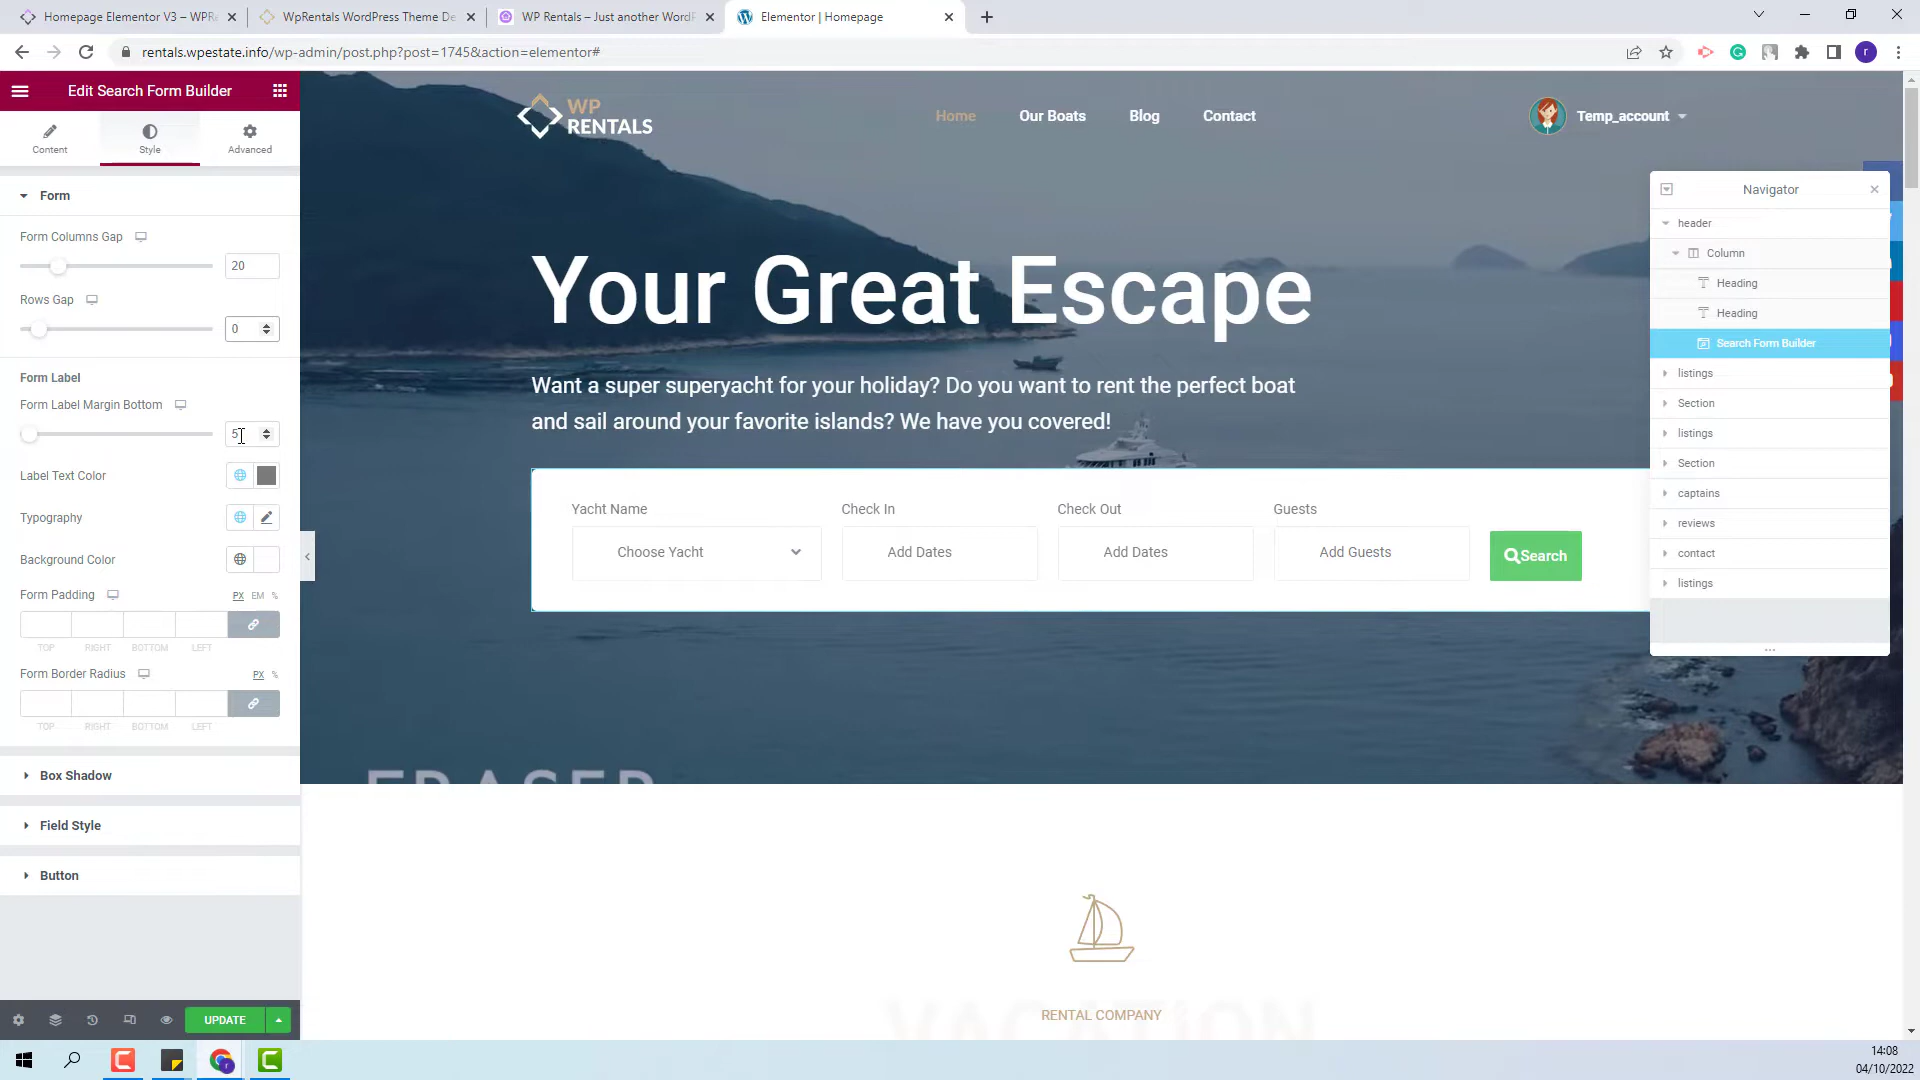 Homepage Elementor V3 – WPRe
WpRentals WordPress Theme De
WP Rentals – Just another WordP
Elementor | Homepage
rentals.wpestate.info/wp-admin/post.php?post=1745&action=elementor#
r
Edit Search Form Builder
Content
Style
Advanced
Form
Form Columns Gap
20
Rows Gap
0
Form Label
Form Label Margin Bottom
5
Label Text Color
Typography
Background Color
Form Padding
PX EM %
TOP RIGHT BOTTOM LEFT
Form Border Radius
PX %
TOP RIGHT BOTTOM LEFT
Box Shadow
Field Style
Button
UPDATE
WP
RENTALS
Home
Our Boats
Blog
Contact
Temp_account
Your Great Escape
Want a super superyacht for your holiday? Do you want to rent the perfect boat
and sail around your favorite islands? We have you covered!
Yacht Name
Check In
Check Out
Guests
Choose Yacht
Add Dates
Add Dates
Add Guests
Search
FRASER
VACATION
RENTAL COMPANY
Navigator
header
Column
Heading
Heading
Search Form Builder
listings
Section
listings
Section
captains
reviews
contact
listings
14:08
04/10/2022